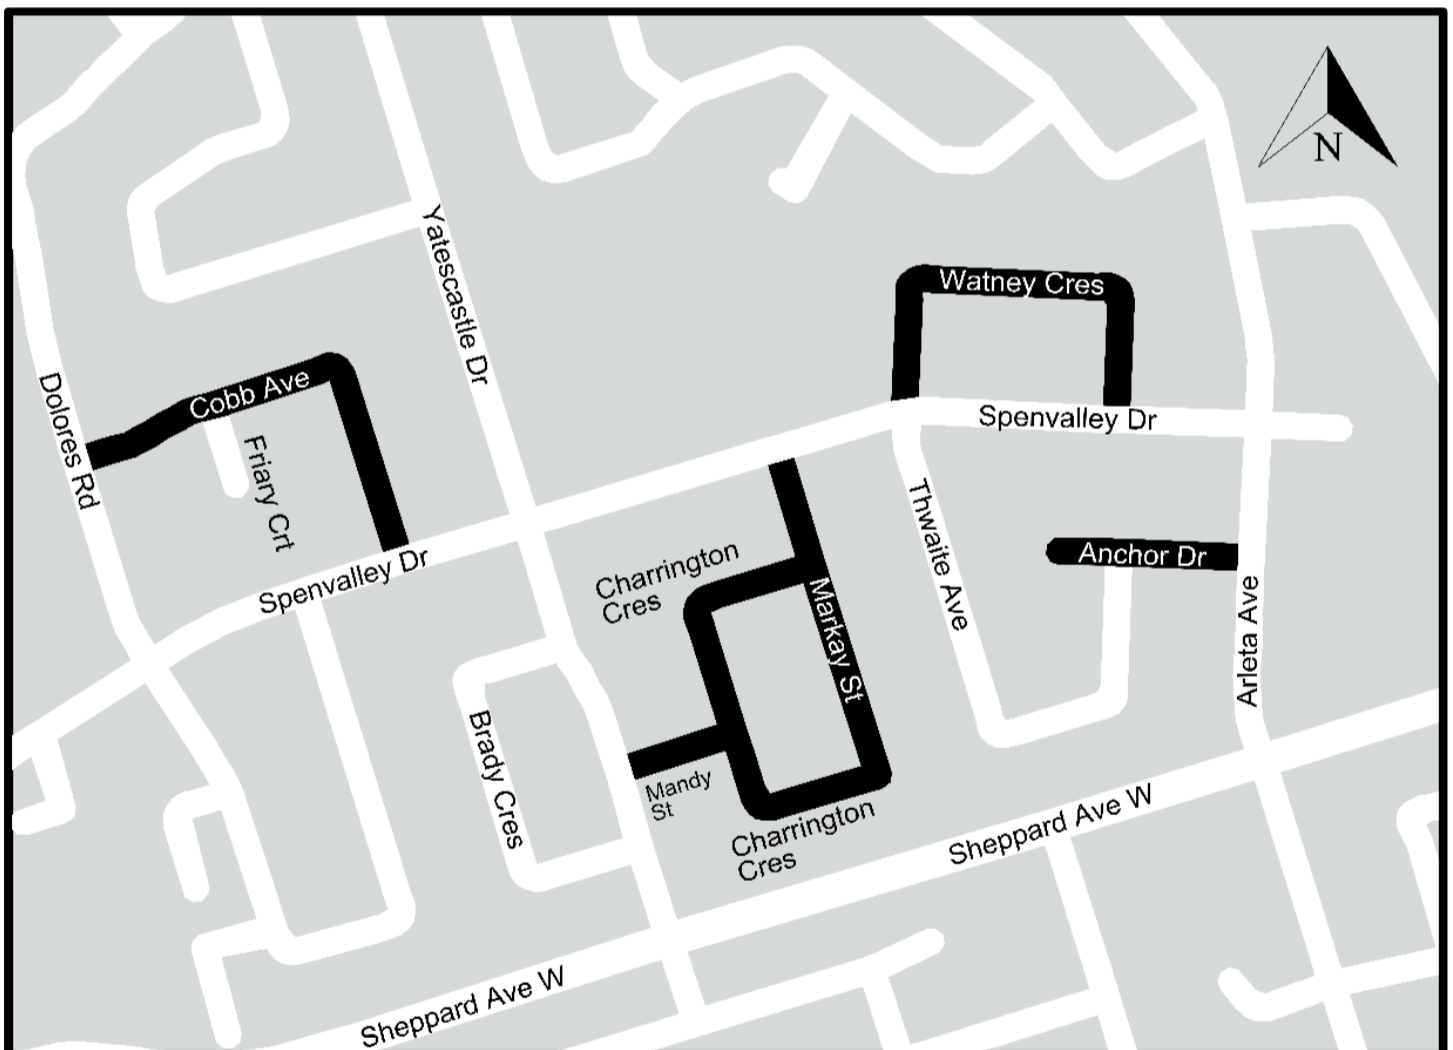 N
Yatescastle Dr
Watney Cres
Dolores Rd
Cobb Ave
Friary Crt
Spenvalley Dr
Spenvalley Dr
Charrington
Cres
Markay St
Thwaite Ave
Anchor Dr
Arleta Ave
Brady Cres
Mandy
St
Charrington
Cres
Sheppard Ave W
Sheppard Ave W